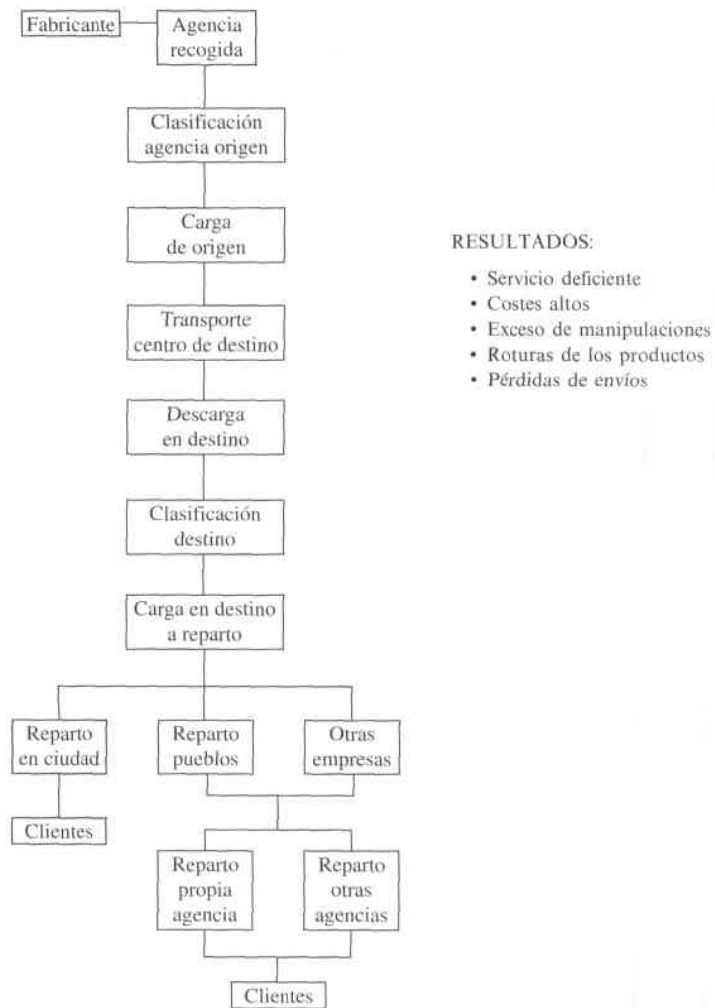 Fabricante
Agencia
recogida
Clasificación
agencia origen
Carga
de origen
Transporte
centro de destino
Descarga
en destino
Clasificación
destino
Carga en destino
a reparto
Reparto
en ciudad
Reparto
pueblos
Otras
empresas
Clientes
Reparto
propia
agencia
Reparto
otras
agencias
Clientes
RESULTADOS:
• Servicio deficiente
• Costes altos
• Exceso de manipulaciones
• Roturas de los productos
• Pérdidas de envíos